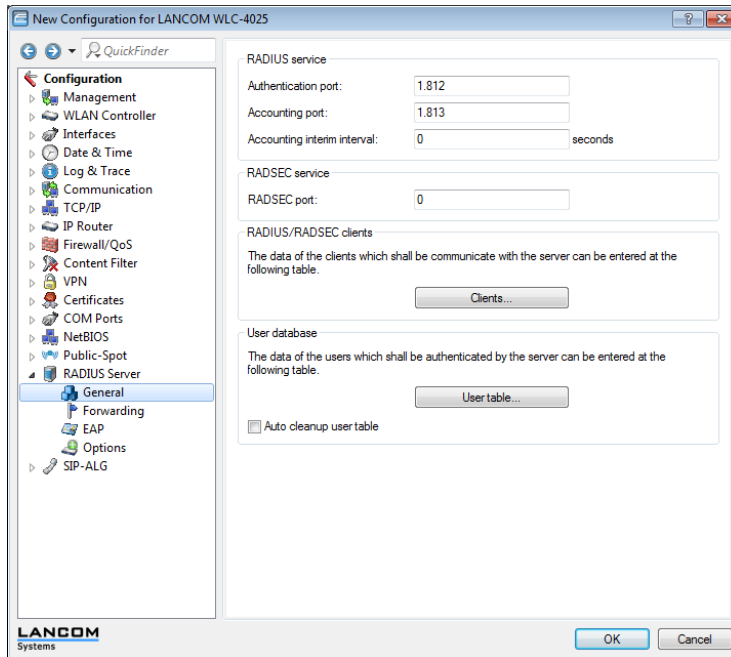 New Configuration for LANCOM WLC-4025
?
QuickFinder
Configuration
Management
WLAN Controller
Interfaces
Date & Time
Log & Trace
Communication
TCP/IP
IP Router
Firewall/QoS
Content Filter
VPN
Certificates
COM Ports
NetBIOS
Public-Spot
RADIUS Server
General
Forwarding
EAP
Options
SIP-ALG
RADIUS service
Authentication port: 1.812
Accounting port: 1.813
Accounting interim interval: 0 seconds
RADSEC service
RADSEC port: 0
RADIUS/RADSEC clients
The data of the clients which shall be communicate with the server can be entered at the
following table.
Clients...
User database
The data of the users which shall be authenticated by the server can be entered at the
following table.
User table...
Auto cleanup user table
LANCOM
Systems
OK
Cancel